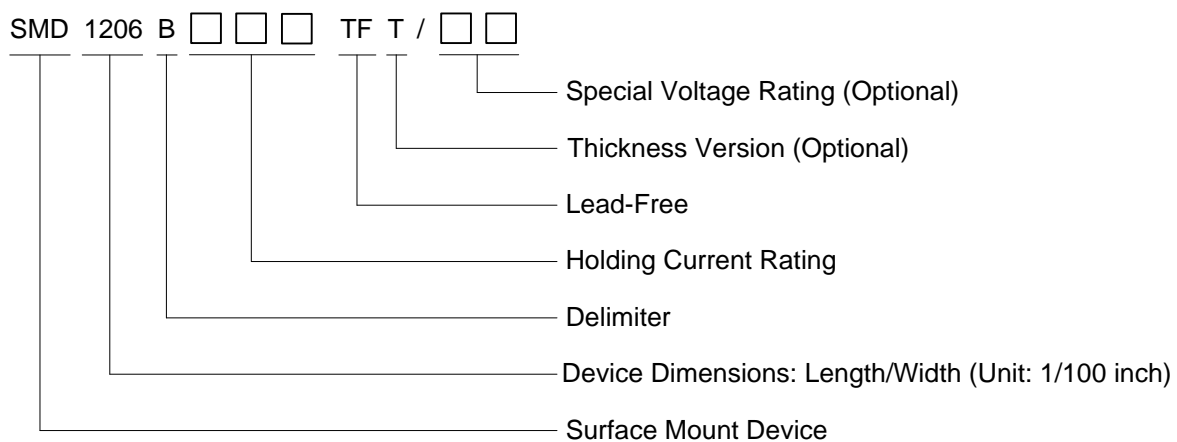 SMD 1206 B □ □ □ TF T / □ □
Special Voltage Rating (Optional)
Thickness Version (Optional)
Lead-Free
Holding Current Rating
Delimiter
Device Dimensions: Length/Width (Unit: 1/100 inch)
Surface Mount Device